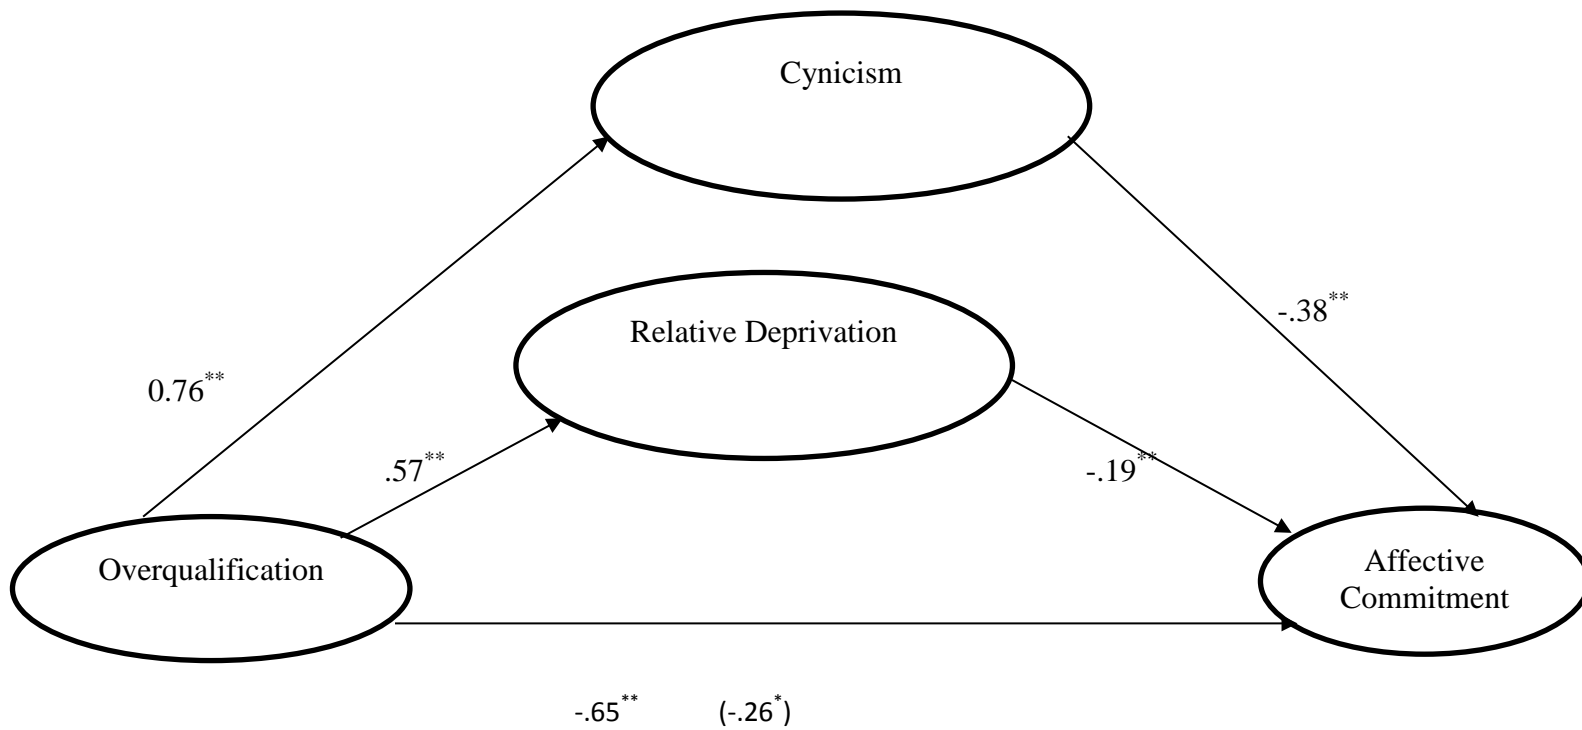 Cynicism
-.38**
Relative Deprivation
0.76**
.57**
-.19**
Overqualification
Affective
Commitment
-.65** (-.26*)